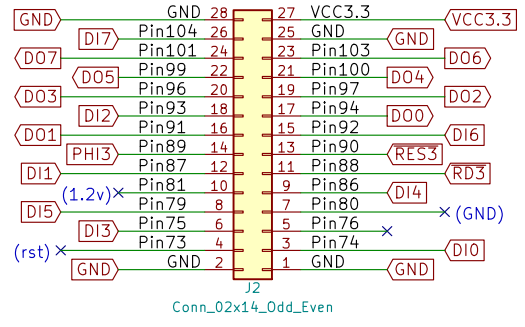 GND GND 28 27 VCC3.3 VCC3.3
DI7 Pin104 26 25 GND GND
DO7 Pin101 24 23 Pin103 DO6
DO5 Pin99 22 21 Pin100 DO4
DO3 Pin96 20 19 Pin97 DO2
DI2 Pin93 18 17 Pin94 DO0
DO1 Pin91 16 15 Pin92 DI6
PHI3 Pin89 14 13 Pin90 RES3
DI1 Pin87 12 11 Pin88 RD3
(1.2v) Pin81 10 9 Pin86 DI4
DI5 Pin79 8 7 Pin80 (GND)
DI3 Pin75 6 5 Pin76
(rst) Pin73 4 3 Pin74 DI0
GND GND 2 1 GND GND
J2
Conn_02x14_Odd_Even